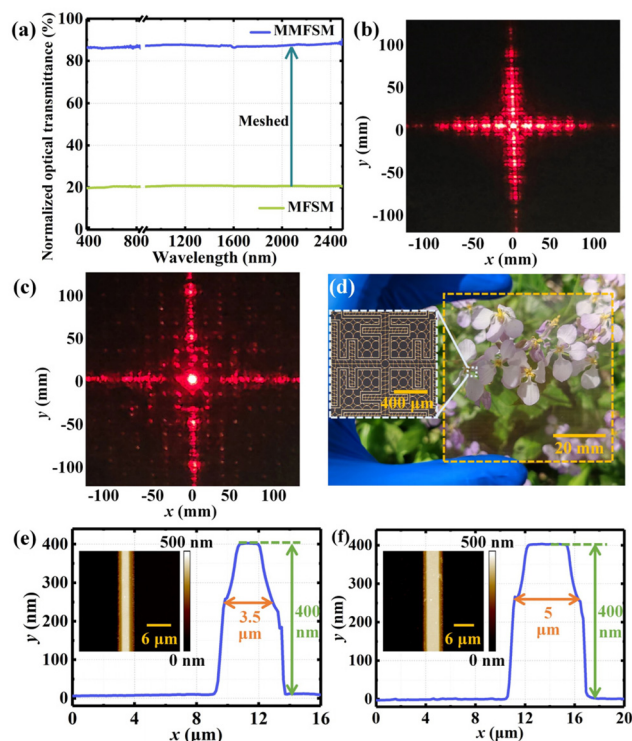 (a)
Normalized optical transmittance (%)
100
80
60
40
20
0
MMFSM
Meshed
MFSM
400
800
1200
1600
2000
2400
Wavelength (nm)
(b)
y (mm)
100
50
0
-50
-100
-100
-50
0
50
100
x (mm)
(c)
y (mm)
100
50
0
-50
-100
-100
-50
0
50
100
x (mm)
(d)
400 μm
20 mm
(e)
y (nm)
400
300
200
100
0
500 nm
6 μm
0 nm
3.5
μm
400
nm
0
4
8
12
16
x (μm)
(f)
y (nm)
400
300
200
100
0
500 nm
6 μm
0 nm
5
μm
400
nm
0
4
8
12
16
20
x (μm)